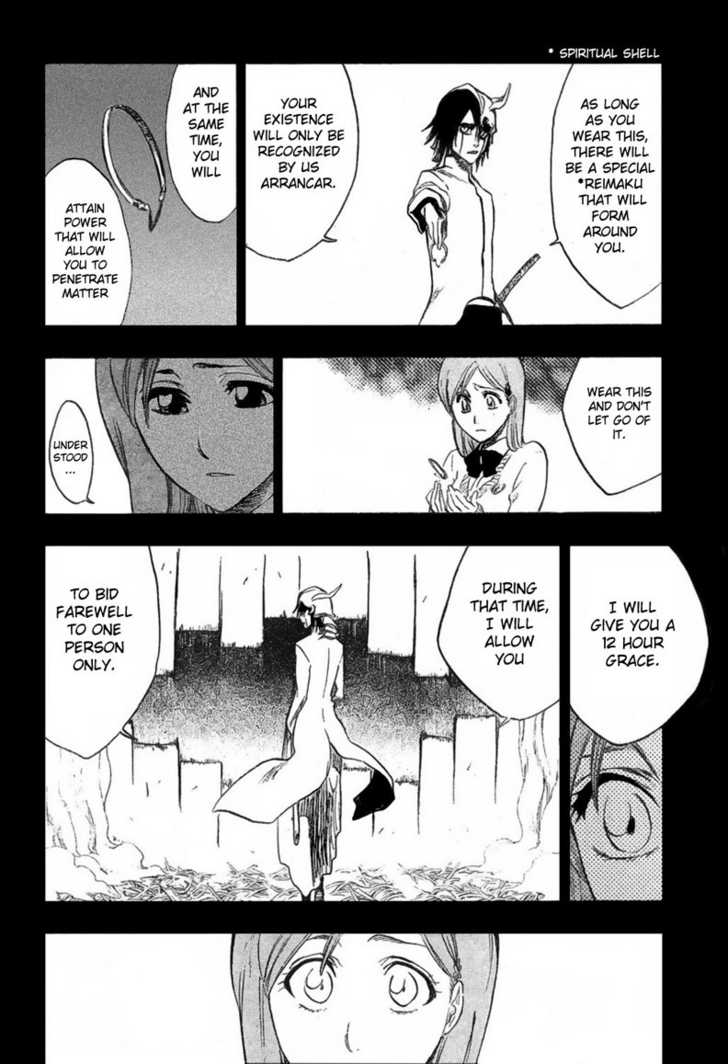 * SPIRITUAL SHELL
AS LONG
AS YOU
WEAR THIS,
THERE WILL
BE A SPECIAL
*REIMAKU
THAT WILL
FORM
AROUND
YOU.
YOUR
EXISTENCE
WILL ONLY BE
RECOGNIZED
BY US
ARRANCAR.
AND
AT THE
SAME
TIME,
YOU
WILL
ATTAIN
POWER
THAT WILL
ALLOW
YOU TO
PENETRATE
MATTER
WEAR THIS
AND DON'T
LET GO OF
IT.
UNDER
STOOD
...
I WILL
GIVE YOU A
12 HOUR
GRACE.
DURING
THAT TIME,
I WILL
ALLOW
YOU
TO BID
FAREWELL
TO ONE
PERSON
ONLY.